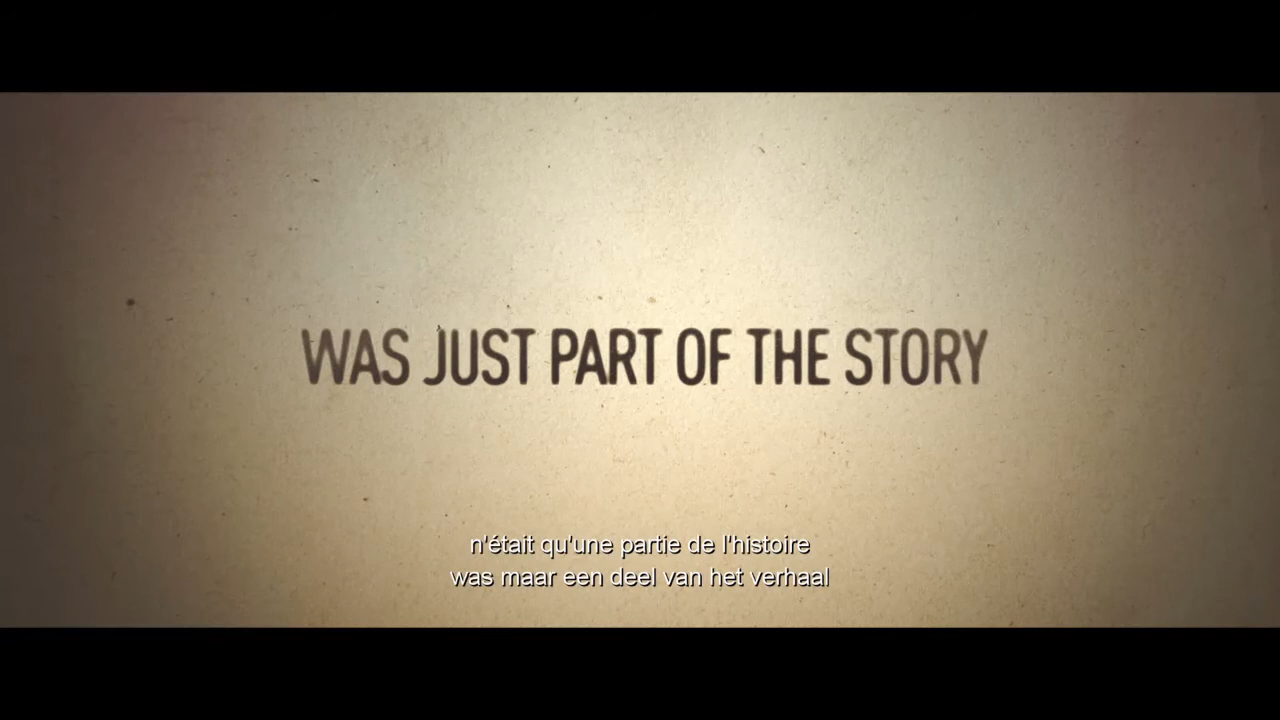 WAS JUST PART OF THE STORY
n'était qu'une partie de l'histoire
was maar een deel van het verhaal